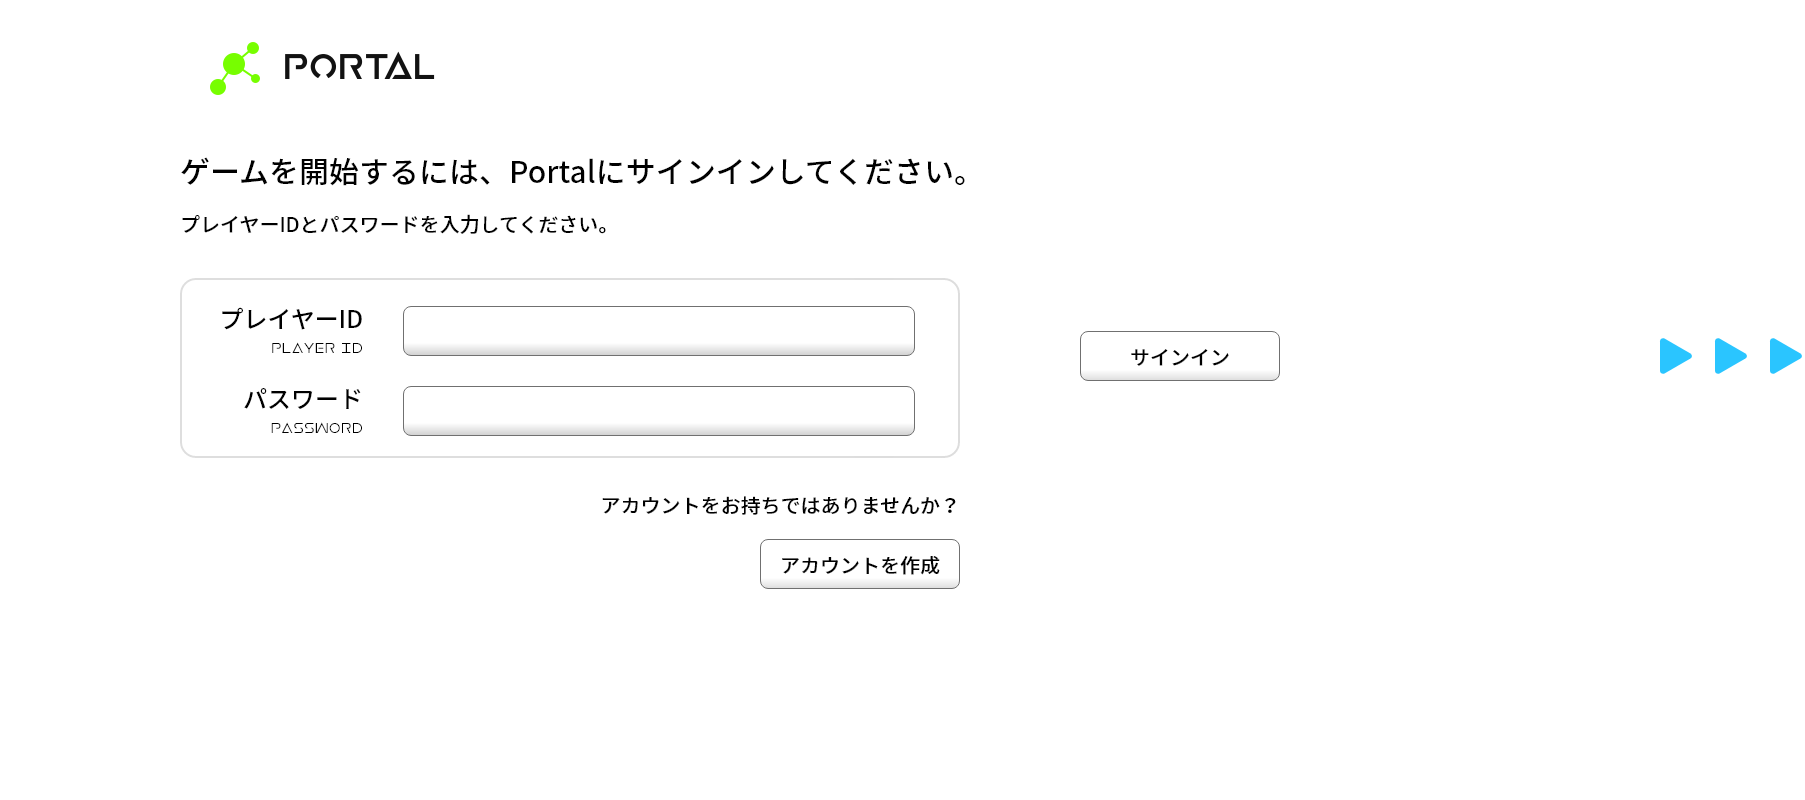 PORTAL
ゲームを開始するには、Portalにサインインしてください。
プレイヤーIDとパスワードを入力してください。
プレイヤーID
PLAYER ID
パスワード
PASSWORD
サインイン
アカウントをお持ちではありませんか？
アカウントを作成